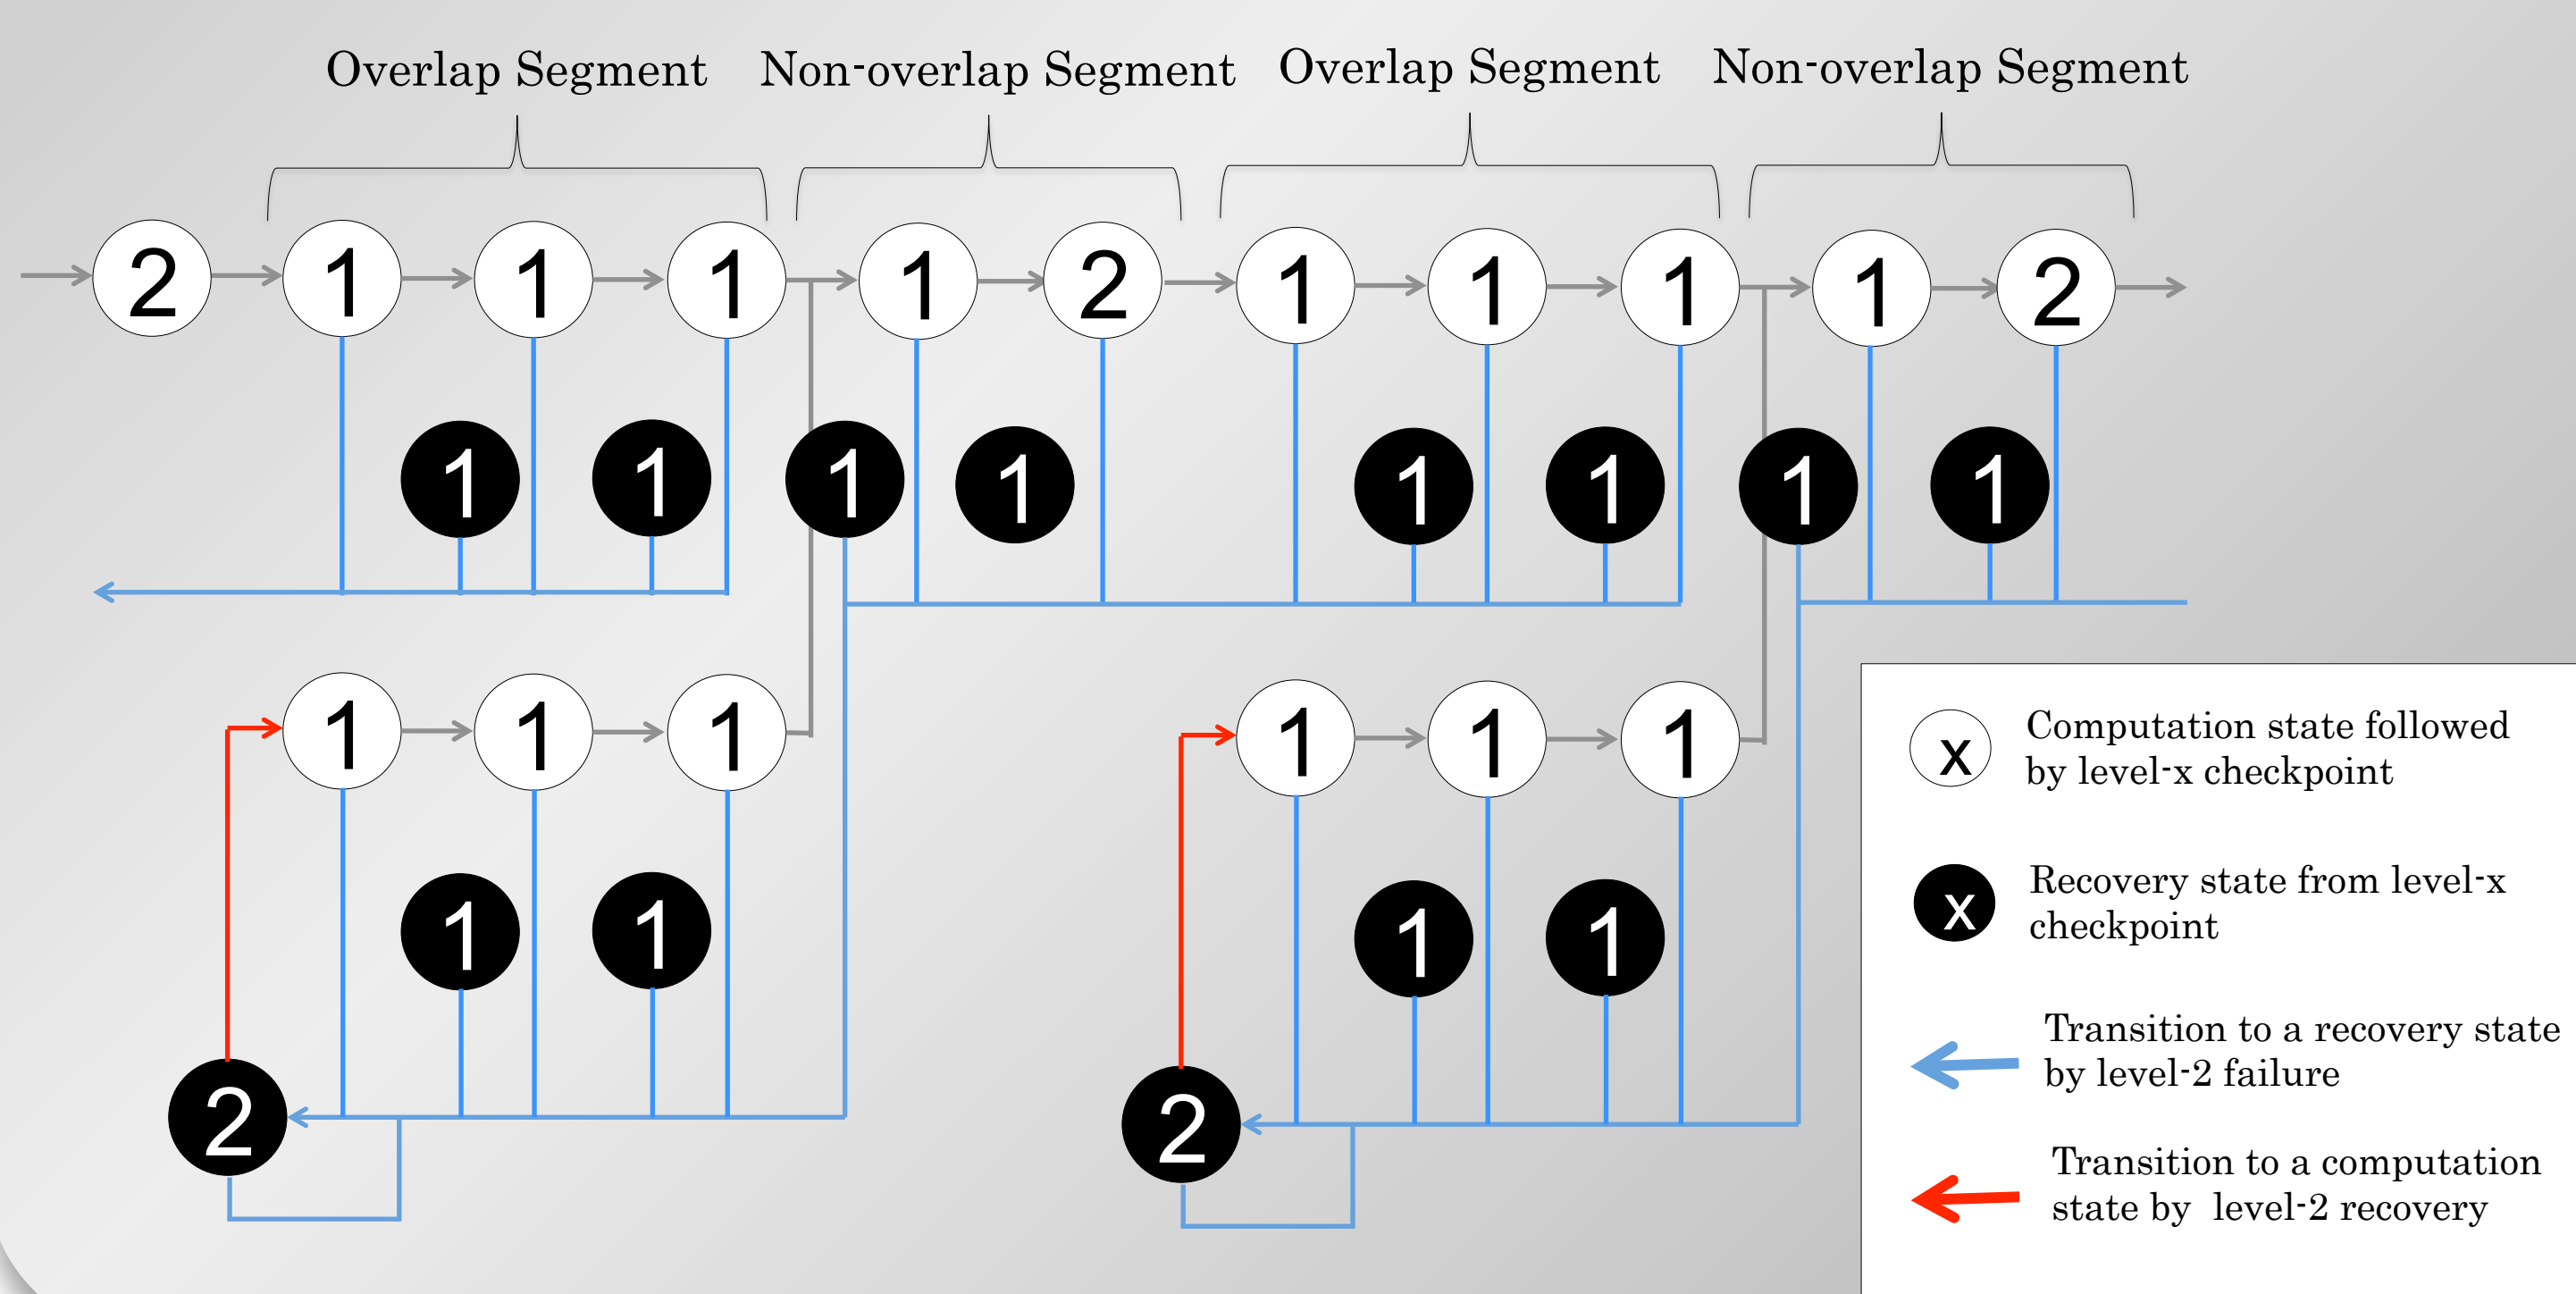 Overlap Segment Non-overlap Segment Overlap Segment Non-overlap Segment
2 1 1 1 1 2 1 1 1 1 2
1 1 1 1 1 1 1 1
1 1 1 1 1 1
1 1 1 1
2 2
x Computation state followed
by level-x checkpoint
x Recovery state from level-x
checkpoint
Transition to a recovery state
by level-2 failure
Transition to a computation
state by level-2 recovery